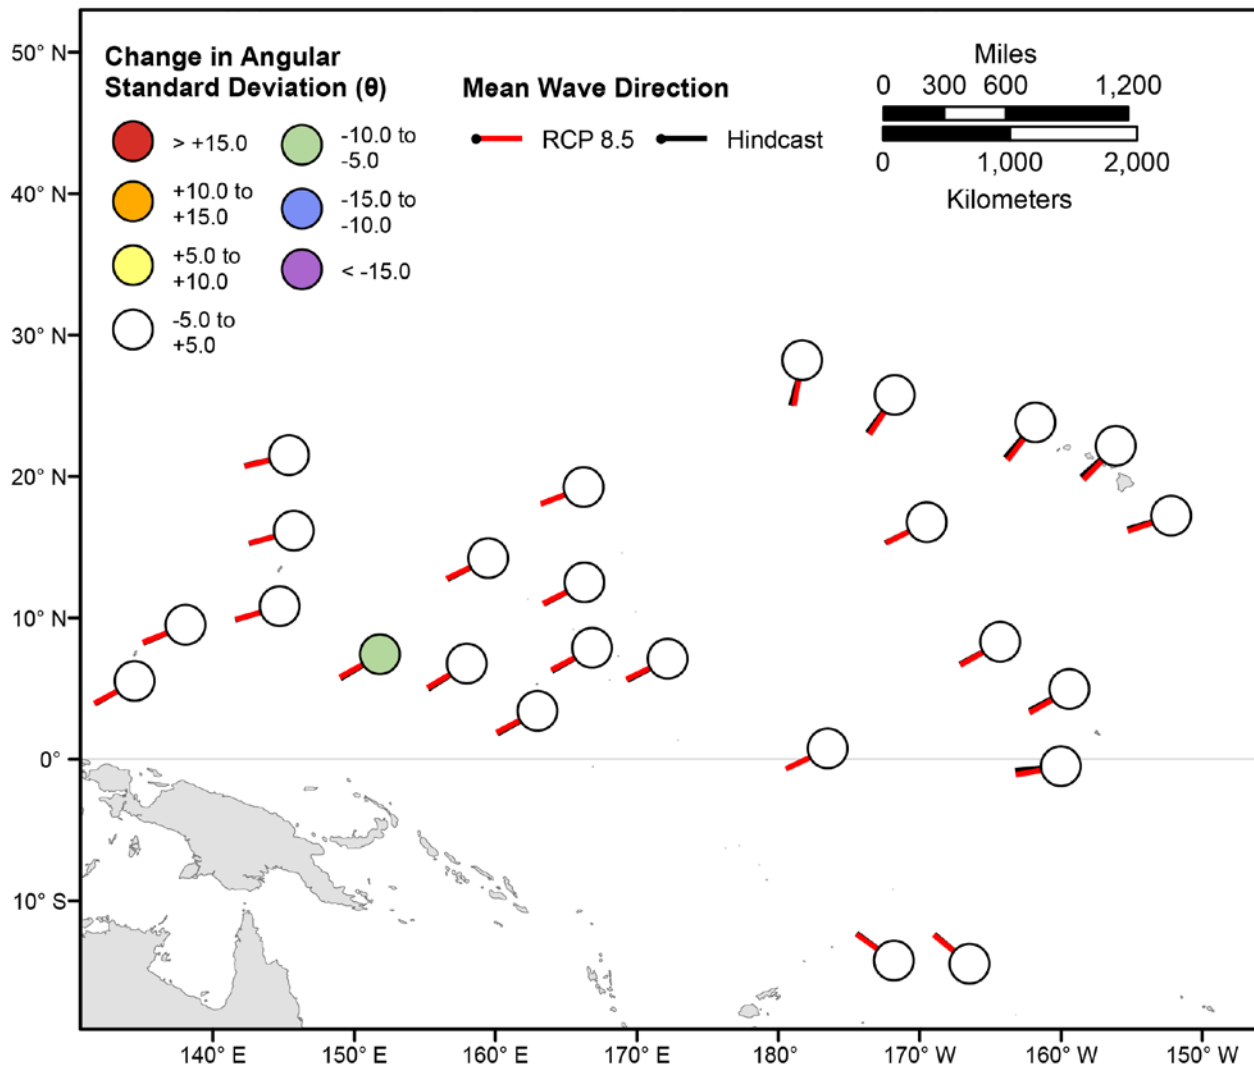 Change in Angular
Standard Deviation (θ)
> +15.0
+10.0 to
+15.0
+5.0 to
+10.0
-5.0 to
+5.0
-10.0 to
-5.0
-15.0 to
-10.0
< -15.0
Mean Wave Direction
RCP 8.5
Hindcast
Miles
0 300 600 1,200
0 1,000 2,000
Kilometers
50° N
40° N
30° N
20° N
10° N
0°
10° S
140° E 150° E 160° E 170° E 180° 170° W 160° W 150° W